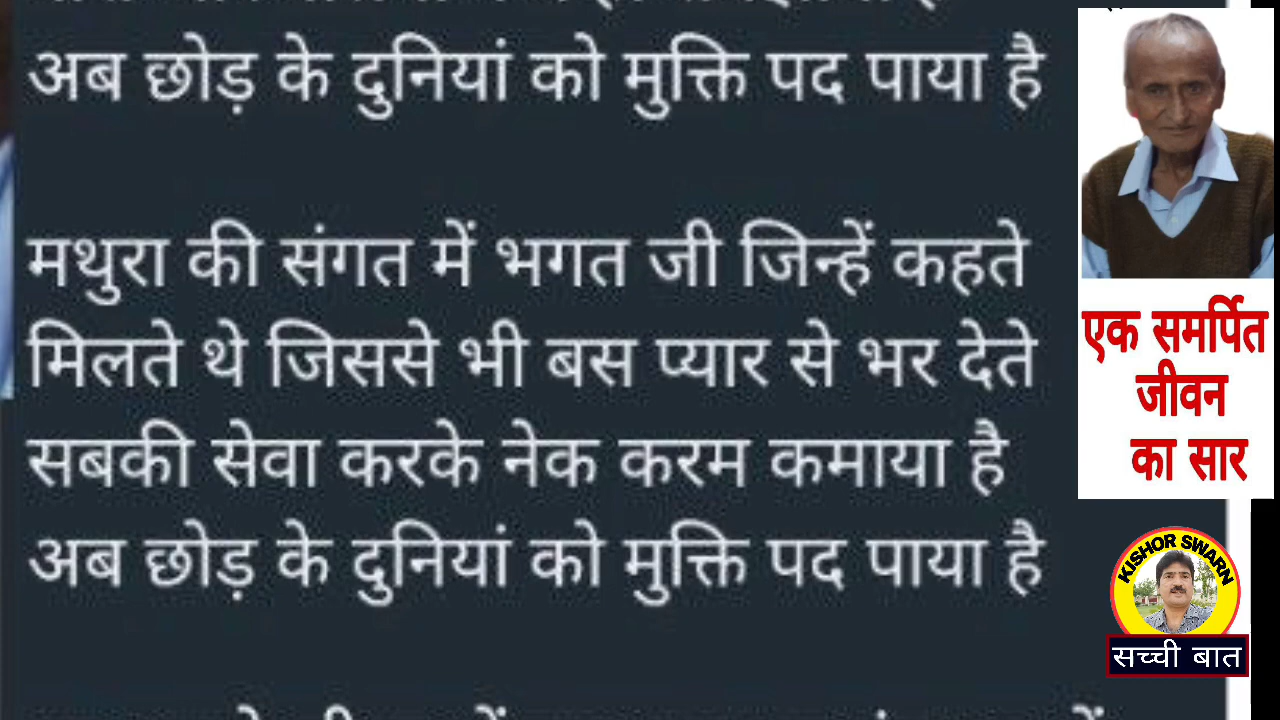 अब छोड़ के दुनियां को मुक्ति पद पाया है
मथुरा की संगत में भगत जी जिन्हें कहते
मिलते थे जिससे भी बस प्यार से भर देते
सबकी सेवा करके नेक करम कमाया है
अब छोड़ के दुनियां को मुक्ति पद पाया है
एक समर्पित
जीवन
का सार
KISHOR SWARN
सच्ची बात